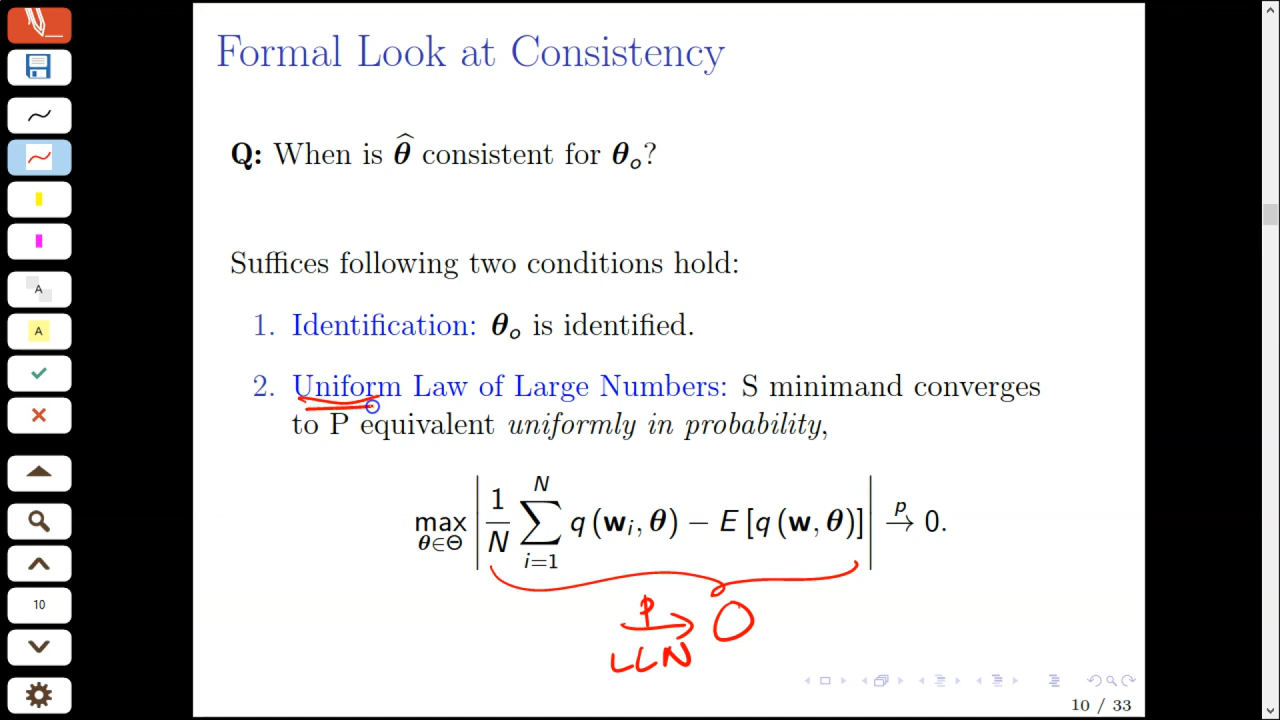 Formal Look at Consistency
Q: When is θ̂ consistent for θₒ?
Suffices following two conditions hold:
1. Identification: θₒ is identified.
2. Uniform Law of Large Numbers: S minimand converges
to P equivalent uniformly in probability,
max_{θ∈Θ} | 1/N ∑_{i=1}^{N} q (wᵢ, θ) − E [q (w, θ)] | →ᵖ 0.
P→ 0
LLN
A
A
10
10 / 33